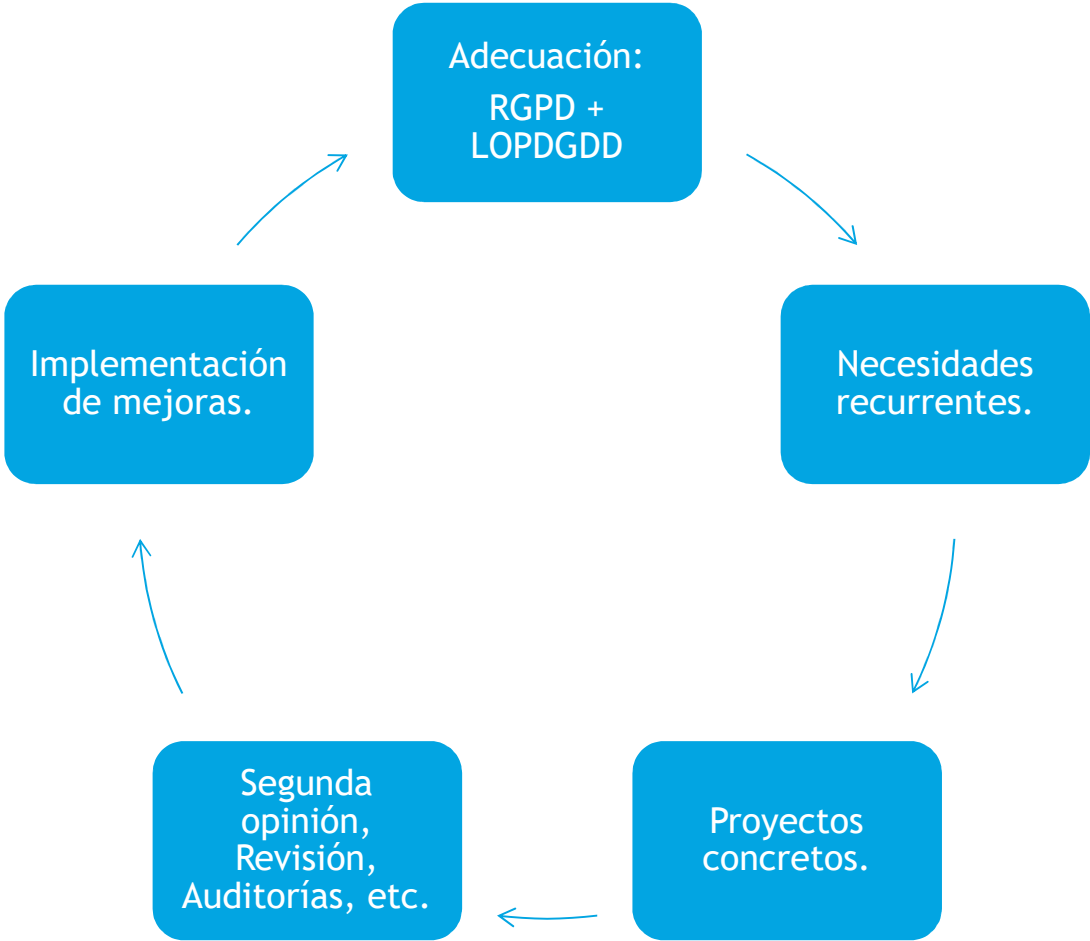 Adecuación:
RGPD +
LOPDGDD
Necesidades
recurrentes.
Proyectos
concretos.
Segunda
opinión,
Revisión,
Auditorías, etc.
Implementación
de mejoras.